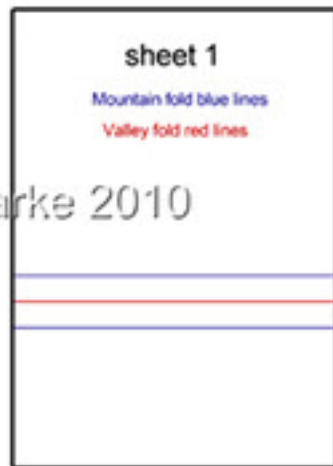 sheet 1
Mountain fold blue lines
Valley fold red lines
2010